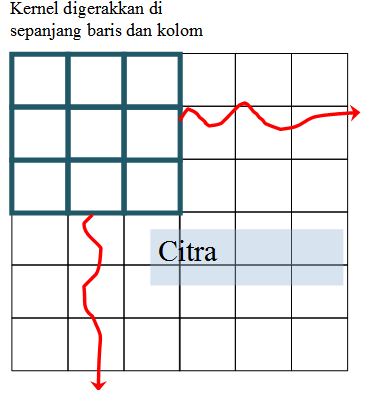 Kernel digerakkan di
sepanjang baris dan kolom
Citra